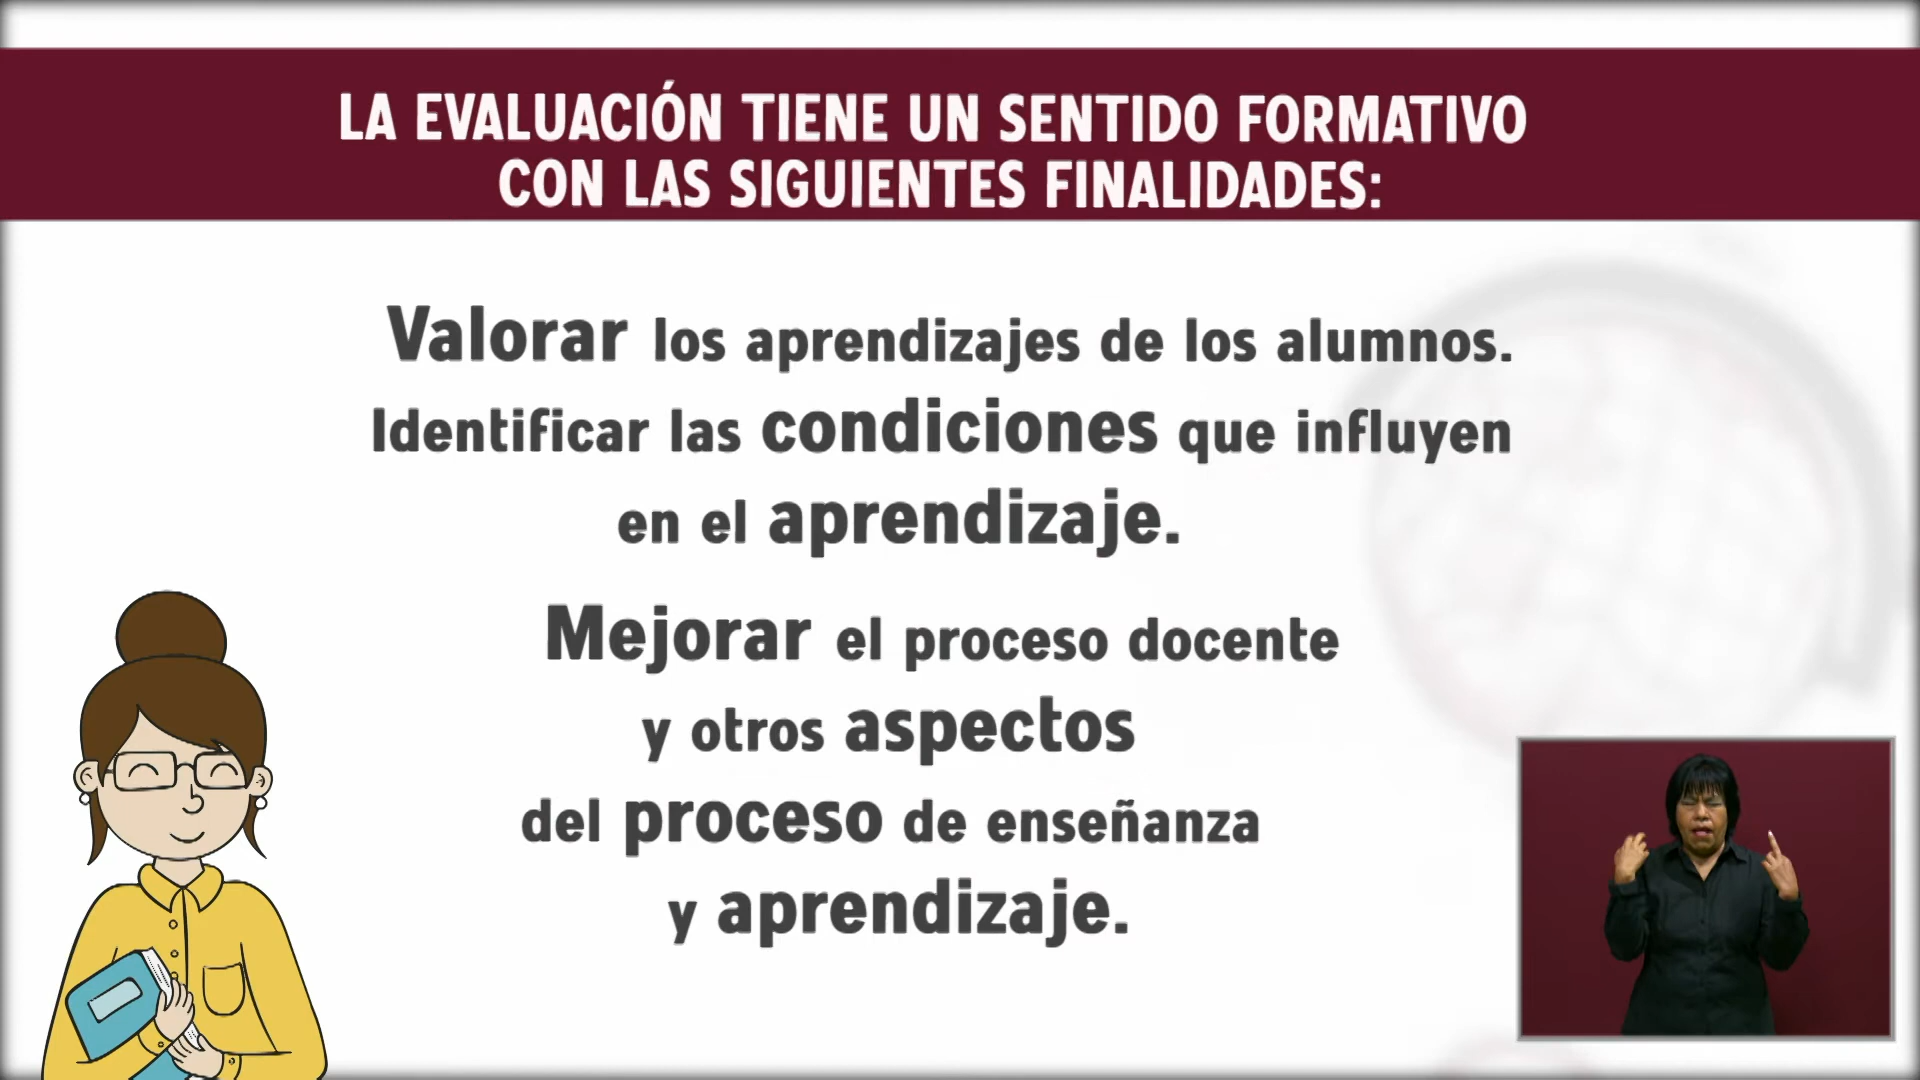 LA EVALUACIÓN TIENE UN SENTIDO FORMATIVO
CON LAS SIGUIENTES FINALIDADES:
Valorar los aprendizajes de los alumnos.
Identificar las condiciones que influyen
en el aprendizaje.
Mejorar el proceso docente
y otros aspectos
del proceso de enseñanza
y aprendizaje.